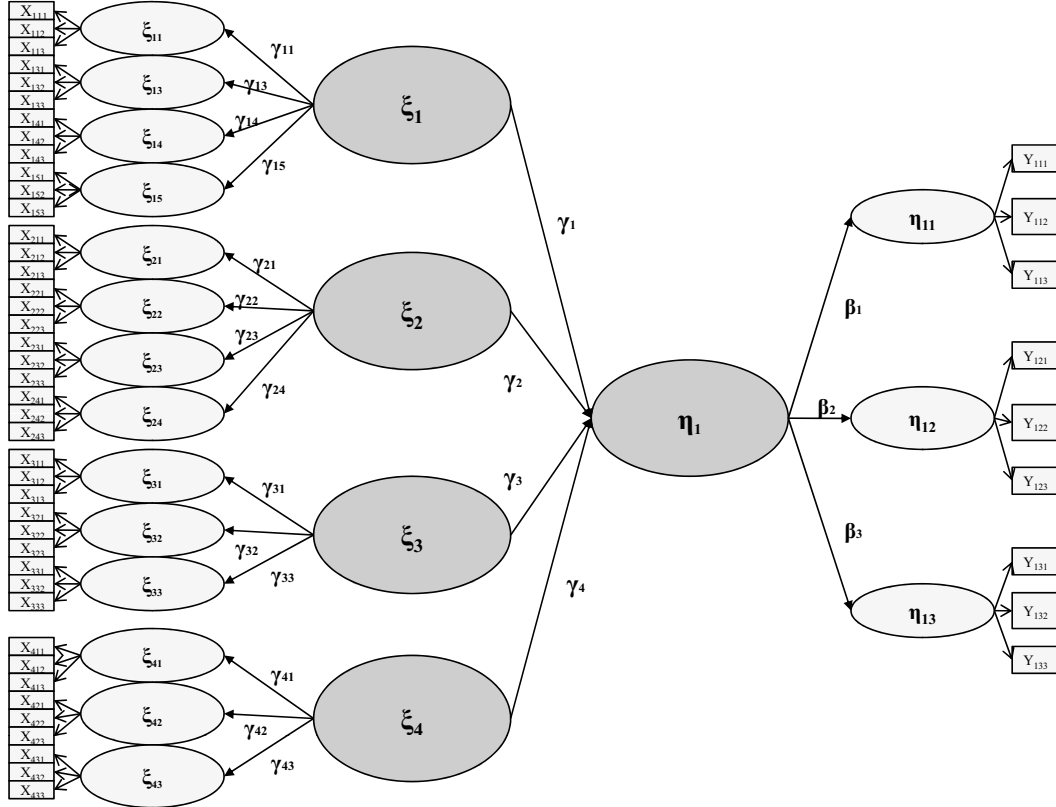 X₁₁₁
X₁₁₂
X₁₁₃
X₁₃₁
X₁₃₂
X₁₃₃
X₁₄₁
X₁₄₂
X₁₄₃
X₁₅₁
X₁₅₂
X₁₅₃
ξ₁₁
ξ₁₃
ξ₁₄
ξ₁₅
γ₁₁
γ₁₃
γ₁₄
γ₁₅
ξ₁
X₂₁₁
X₂₁₂
X₂₁₃
X₂₂₁
X₂₂₂
X₂₂₃
X₂₃₁
X₂₃₂
X₂₃₃
X₂₄₁
X₂₄₂
X₂₄₃
ξ₂₁
ξ₂₂
ξ₂₃
ξ₂₄
γ₂₁
γ₂₂
γ₂₃
γ₂₄
ξ₂
X₃₁₁
X₃₁₂
X₃₁₃
X₃₂₁
X₃₂₂
X₃₂₃
X₃₃₁
X₃₃₂
X₃₃₃
ξ₃₁
ξ₃₂
ξ₃₃
γ₃₁
γ₃₂
γ₃₃
ξ₃
X₄₁₁
X₄₁₂
X₄₁₃
X₄₂₁
X₄₂₂
X₄₂₃
X₄₃₁
X₄₃₂
X₄₃₃
ξ₄₁
ξ₄₂
ξ₄₃
γ₄₁
γ₄₂
γ₄₃
ξ₄
γ₁
γ₂
γ₃
γ₄
η₁
β₁
β₂
β₃
η₁₁
η₁₂
η₁₃
Y₁₁₁
Y₁₁₂
Y₁₁₃
Y₁₂₁
Y₁₂₂
Y₁₂₃
Y₁₃₁
Y₁₃₂
Y₁₃₃